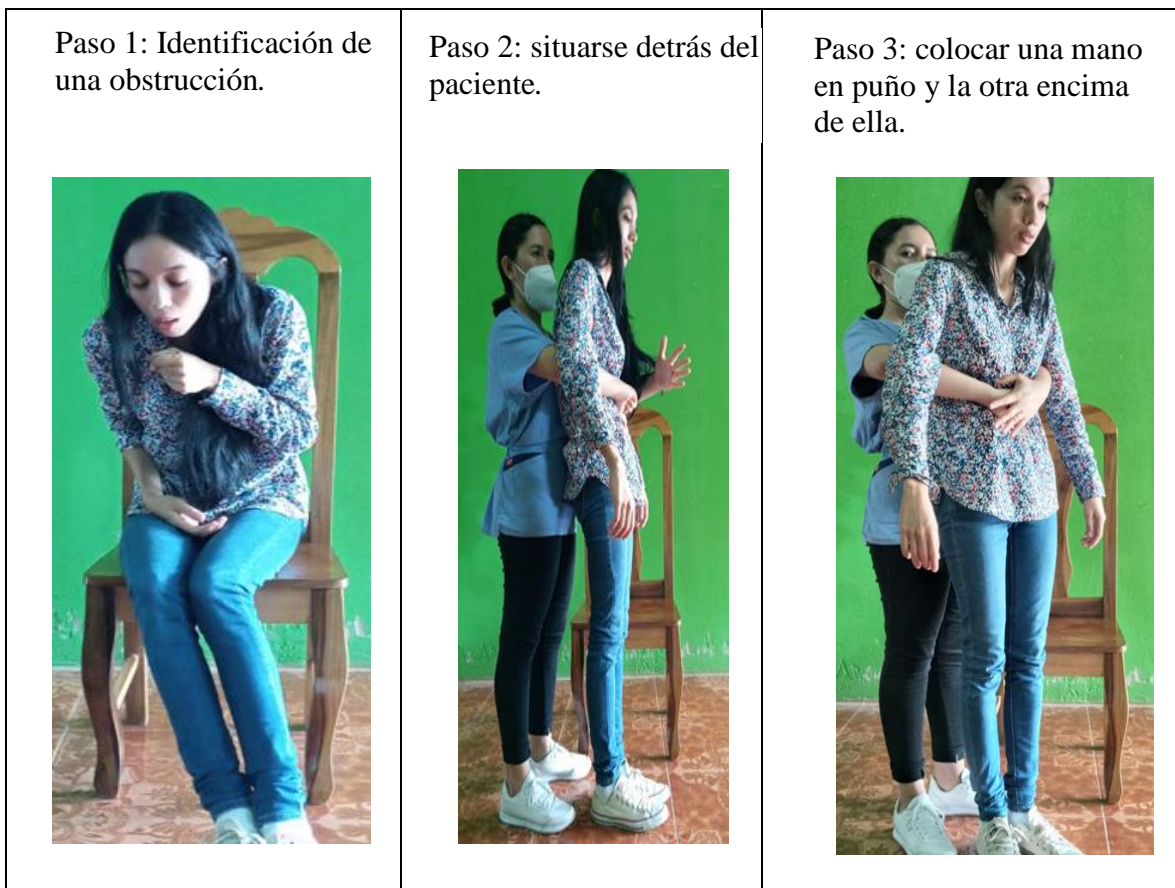 Paso 1: Identificación de
una obstrucción.
Paso 2: situarse detrás del
paciente.
Paso 3: colocar una mano
en puño y la otra encima
de ella.